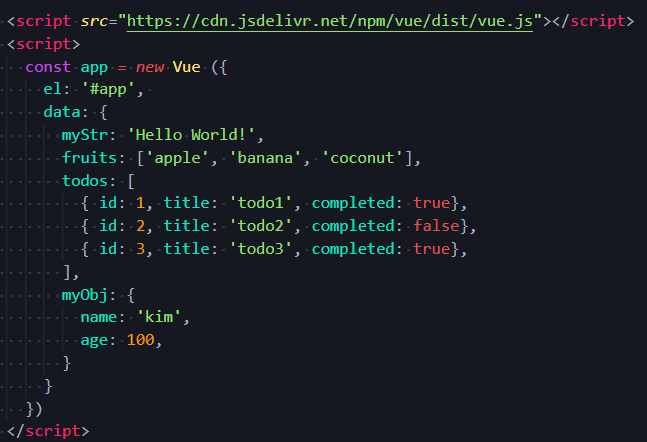 <script src="https://cdn.jsdelivr.net/npm/vue/dist/vue.js"></script>
<script>
  const app = new Vue ({
    el: '#app',
    data: {
      myStr: 'Hello World!',
      fruits: ['apple', 'banana', 'coconut'],
      todos: [
        { id: 1, title: 'todo1', completed: true},
        { id: 2, title: 'todo2', completed: false},
        { id: 3, title: 'todo3', completed: true},
      ],
      myObj: {
        name: 'kim',
        age: 100,
      }
    }
  })
</script>